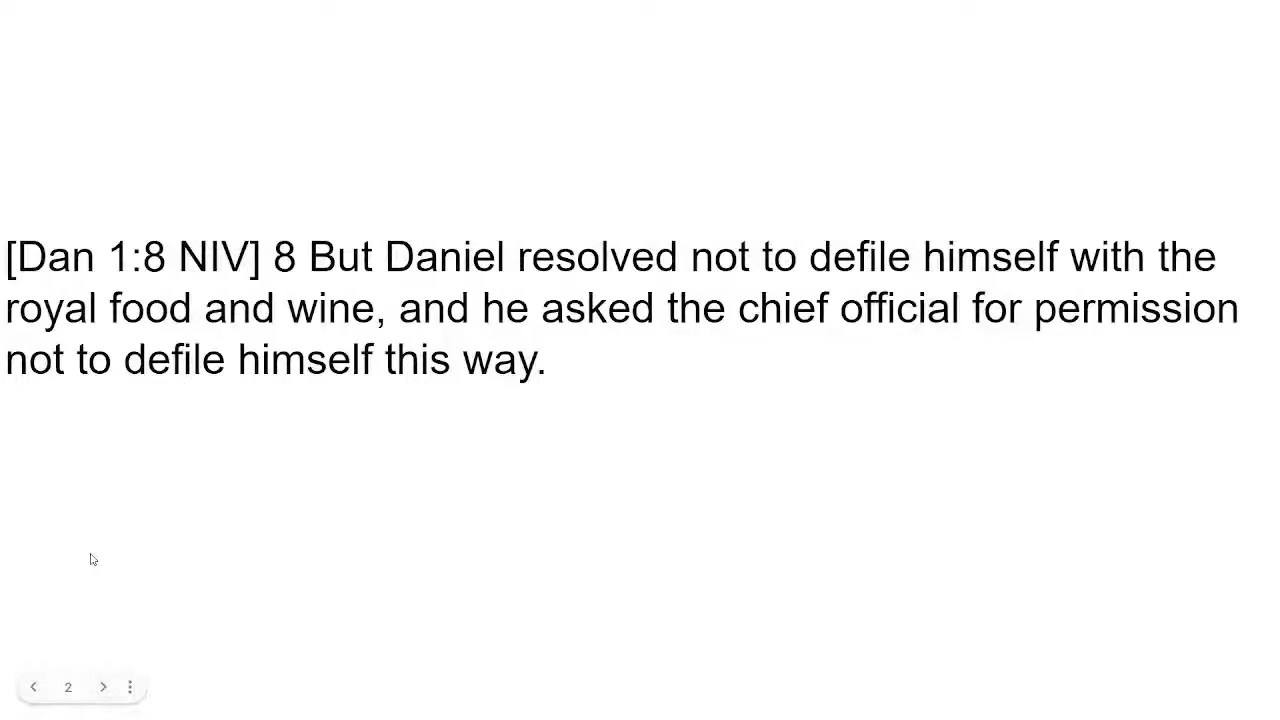 [Dan 1:8 NIV] 8 But Daniel resolved not to defile himself with the
royal food and wine, and he asked the chief official for permission
not to defile himself this way.
2